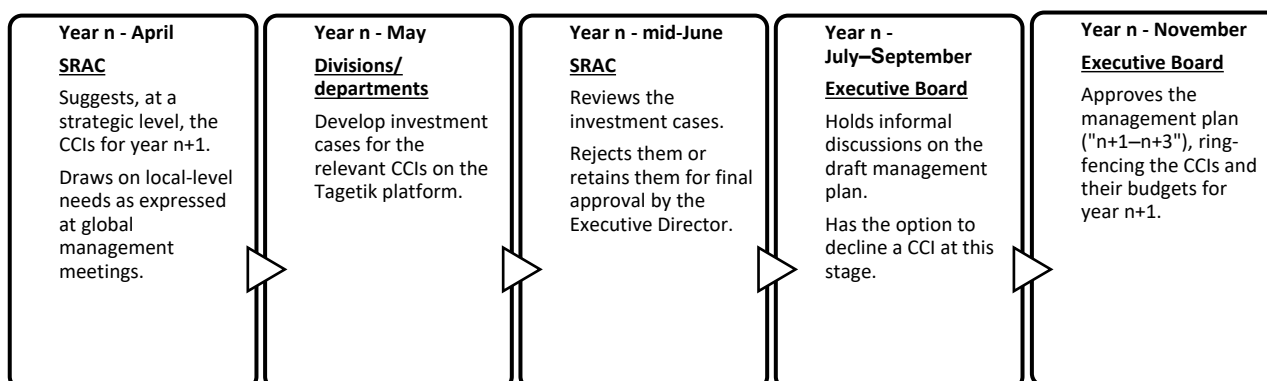 Year n - April
SRAC
Suggests, at a
strategic level, the
CCIs for year n+1.
Draws on local-level
needs as expressed
at global
management
meetings.
Year n - May
Divisions/
departments
Develop investment
cases for the
relevant CCIs on the
Tagetik platform.
Year n - mid-June
SRAC
Reviews the
investment cases.
Rejects them or
retains them for final
approval by the
Executive Director.
Year n -
July–September
Executive Board
Holds informal
discussions on the
draft management
plan.
Has the option to
decline a CCI at this
stage.
Year n - November
Executive Board
Approves the
management plan
("n+1–n+3"), ring-
fencing the CCIs and
their budgets for
year n+1.